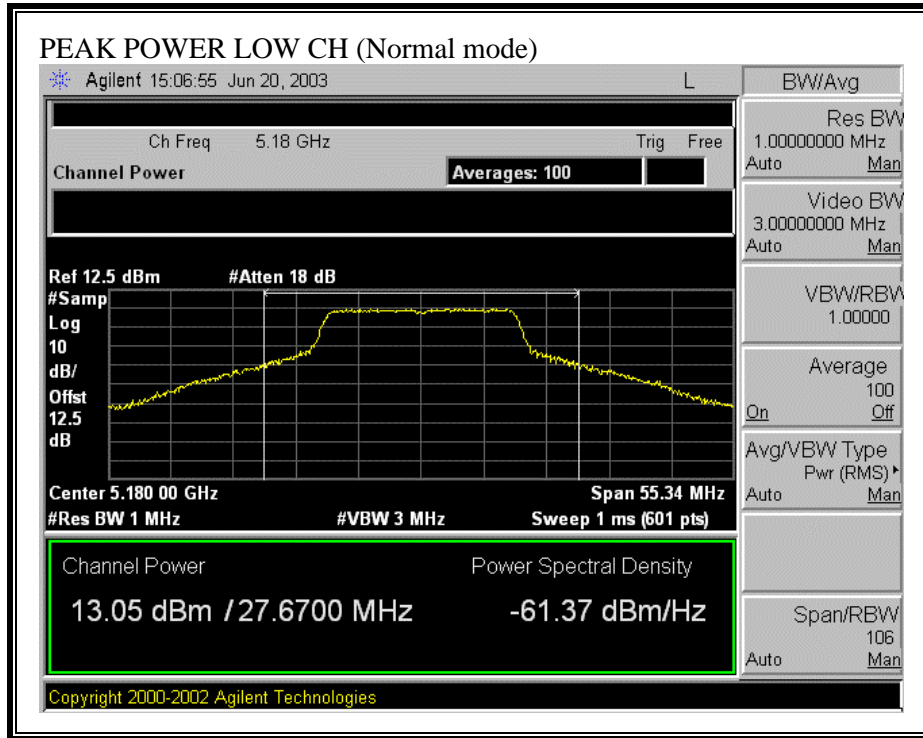 PEAK POWER LOW CH (Normal mode)
Agilent 15:06:55 Jun 20, 2003 L
BW/Avg
Ch Freq 5.18 GHz Trig Free
Channel Power Averages: 100
Ref 12.5 dBm #Atten 18 dB
#Samp
Log
10
dB/
Offst
12.5
dB
Center 5.180 00 GHz Span 55.34 MHz
#Res BW 1 MHz #VBW 3 MHz Sweep 1 ms (601 pts)
Channel Power Power Spectral Density
13.05 dBm / 27.6700 MHz -61.37 dBm/Hz
Copyright 2000-2002 Agilent Technologies
Res BW
1.00000000 MHz
Auto Man
Video BW
3.00000000 MHz
Auto Man
VBW/RBW
1.00000
Average
100
On Off
Avg/VBW Type
Pwr (RMS)
Auto Man
Span/RBW
106
Auto Man